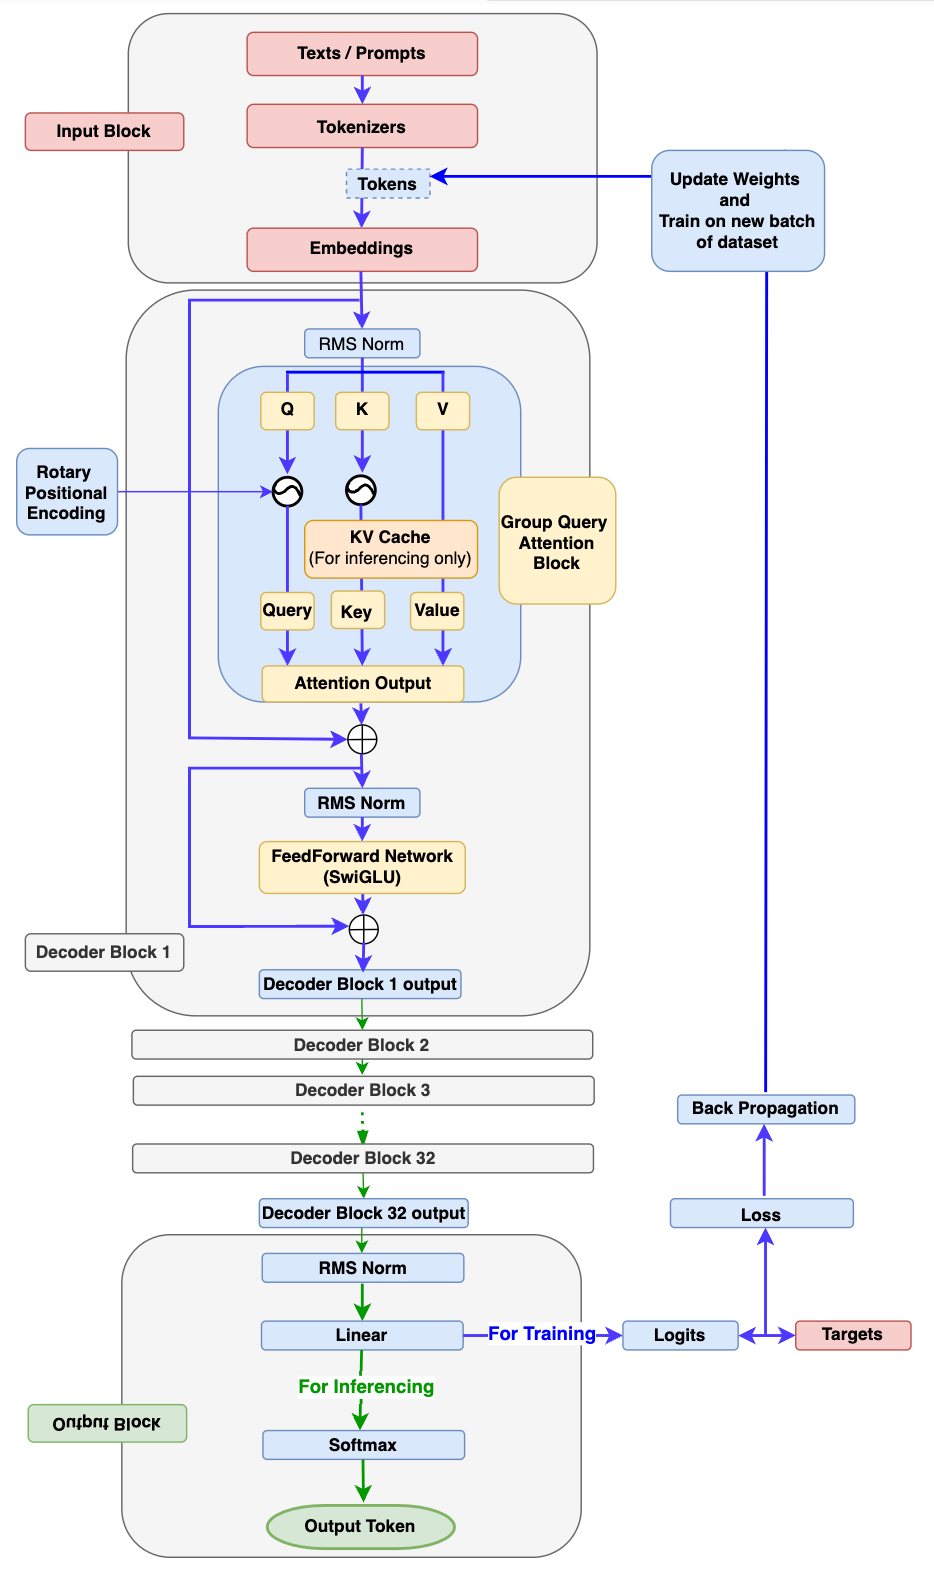 Texts / Prompts
Input Block
Tokenizers
Tokens
Embeddings
Update Weights
and
Train on new batch
of dataset
RMS Norm
Q
K
V
Rotary
Positional
Encoding
KV Cache
(For inferencing only)
Group Query
Attention
Block
Query
Key
Value
Attention Output
RMS Norm
FeedForward Network
(SwiGLU)
Decoder Block 1
Decoder Block 1 output
Decoder Block 2
Decoder Block 3
Decoder Block 32
Decoder Block 32 output
Back Propagation
Loss
RMS Norm
Linear
For Training
Logits
Targets
For Inferencing
Output Block
Softmax
Output Token